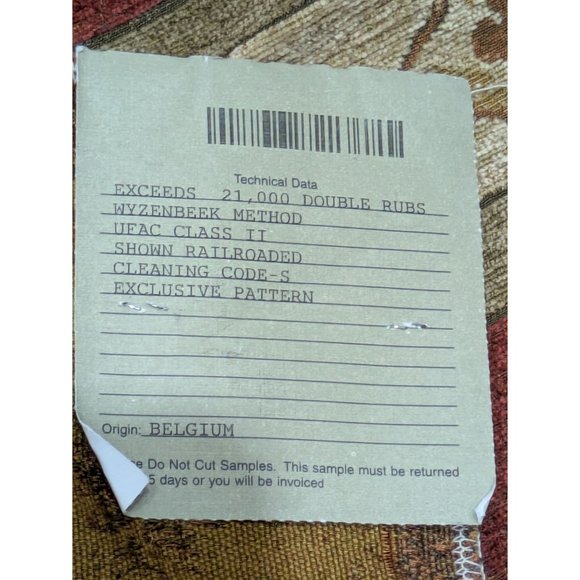 Technical Data
EXCEEDS 21,000 DOUBLE RUBS
WYZENBEEK METHOD
UFAC CLASS II
SHOWN RAILROADED
CLEANING CODE-S
EXCLUSIVE PATTERN
Origin: BELGIUM
Do Not Cut Samples. This sample must be returned
5 days or you will be invoiced